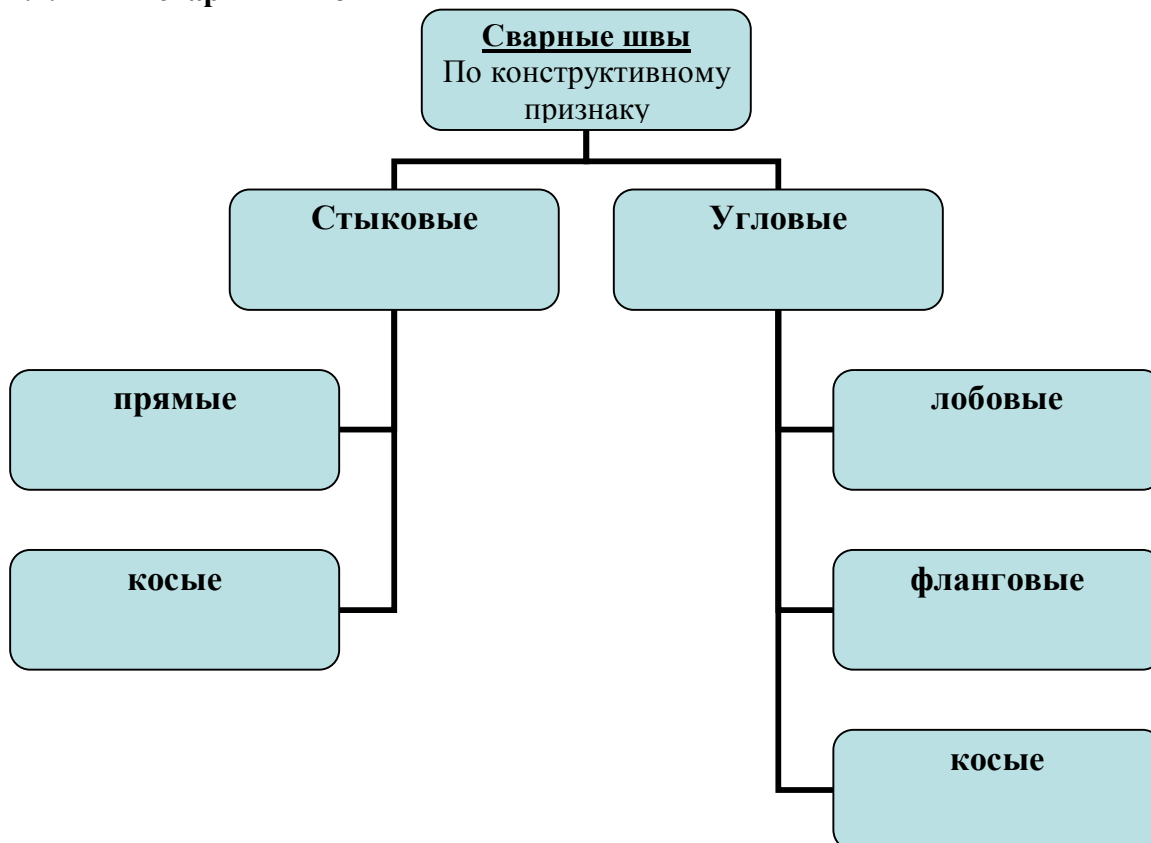 Сварные швы
По конструктивному
признаку
Стыковые
Угловые
прямые
лобовые
косые
фланговые
косые